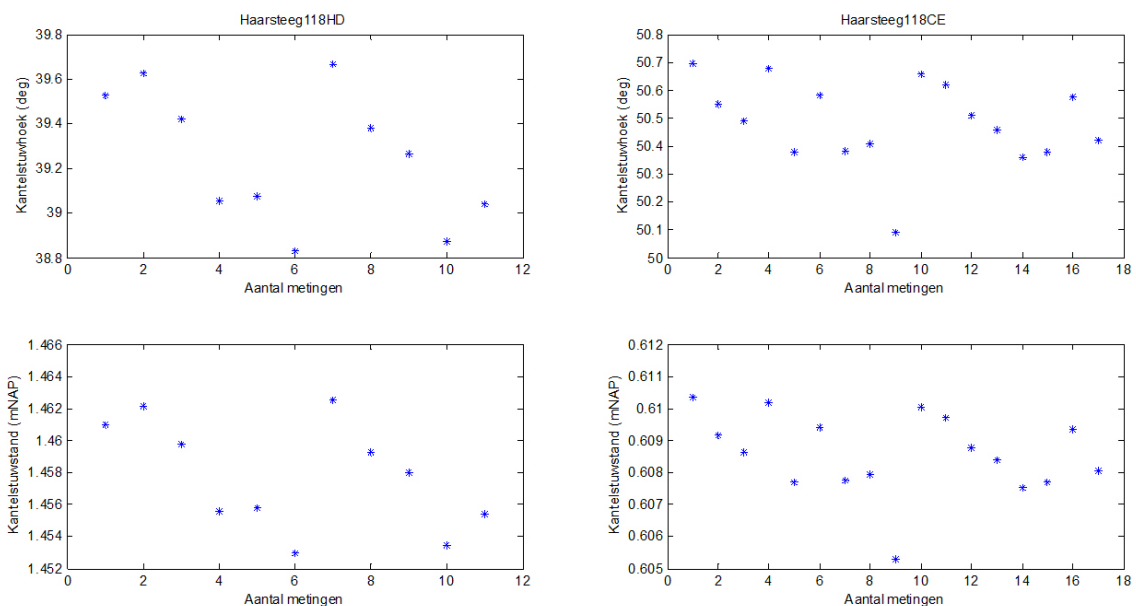 Haarsteeg118HD
39.8
39.6
39.4
39.2
39
38.8
Kantelstuwhoek (deg)
0 2 4 6 8 10 12
Aantal metingen
Haarsteeg118CE
50.8
50.7
50.6
50.5
50.4
50.3
50.2
50.1
50
Kantelstuwhoek (deg)
0 2 4 6 8 10 12 14 16 18
Aantal metingen
1.466
1.464
1.462
1.46
1.458
1.456
1.454
1.452
Kantelstuwstand (mNAP)
0 2 4 6 8 10 12
Aantal metingen
0.612
0.611
0.61
0.609
0.608
0.607
0.606
0.605
Kantelstuwstand (mNAP)
0 2 4 6 8 10 12 14 16 18
Aantal metingen